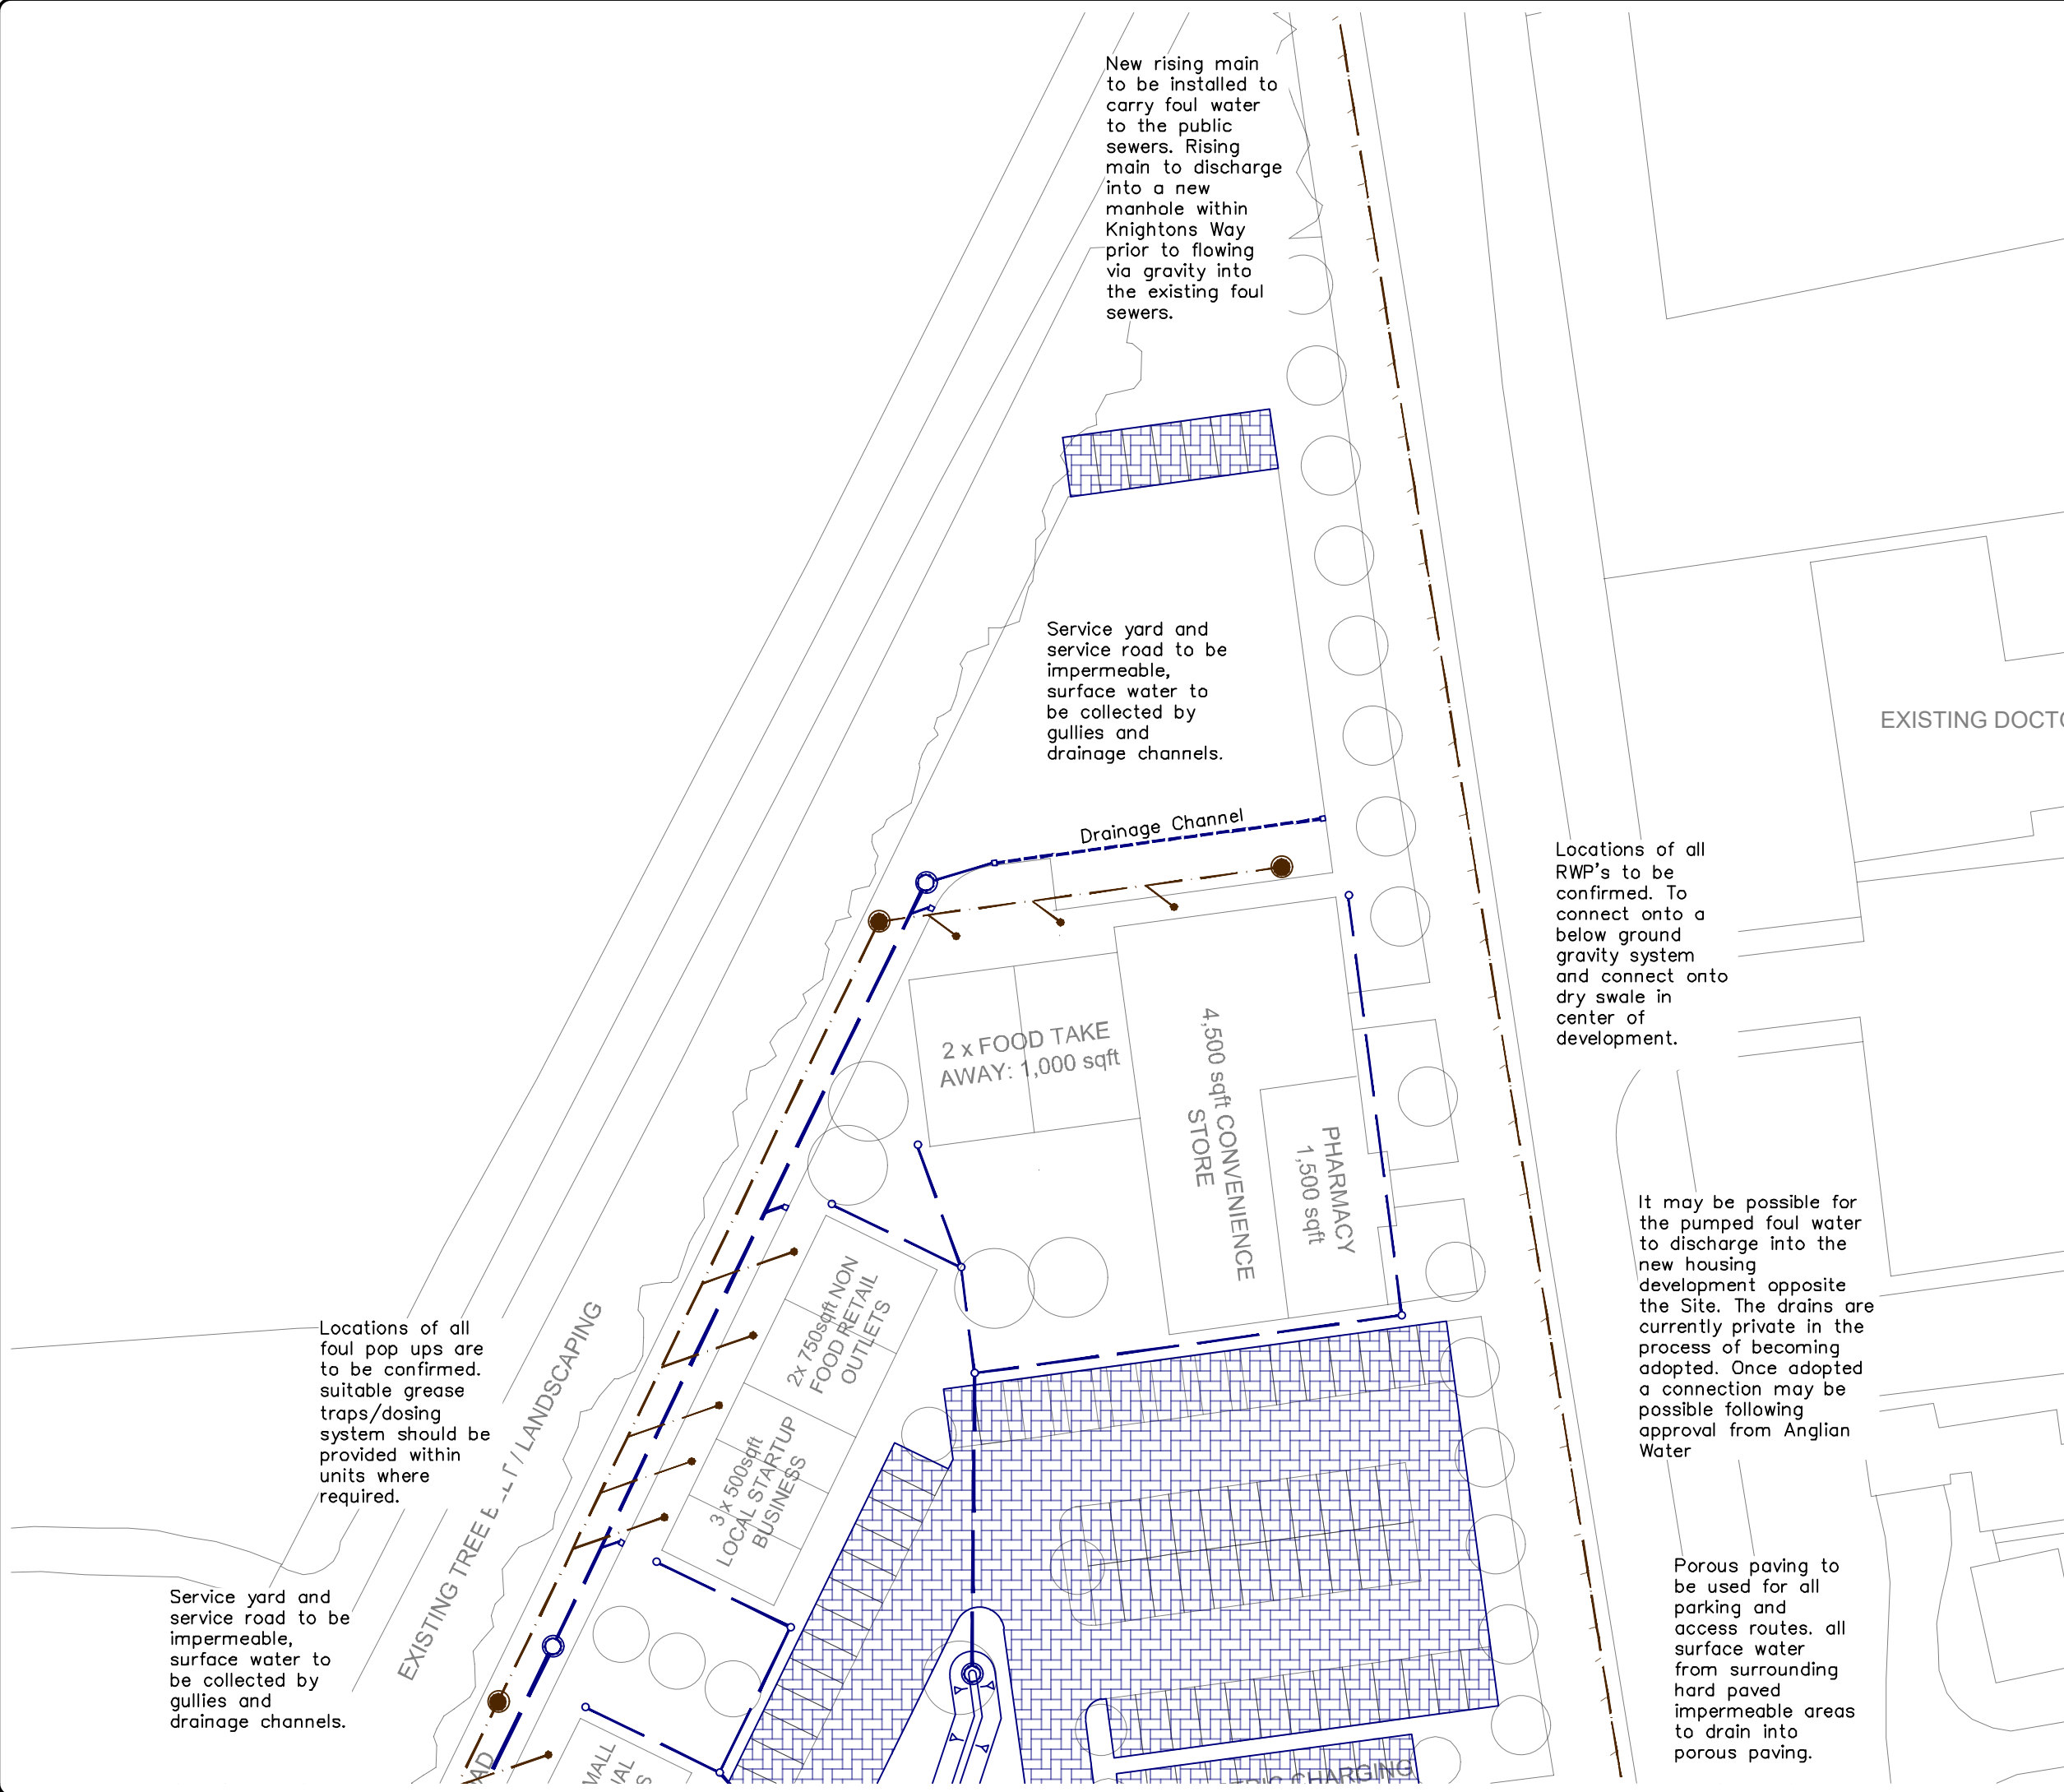 New rising main
to be installed to
carry foul water
to the public
sewers. Rising
main to discharge
into a new
manhole within
Knightons Way
prior to flowing
via gravity into
the existing foul
sewers.
Service yard and
service road to be
impermeable,
surface water to
be collected by
gullies and
drainage channels.
EXISTING DOCTO
Drainage Channel
Locations of all
RWP's to be
confirmed. To
connect onto a
below ground
gravity system
and connect onto
dry swale in
center of
development.
2 x FOOD TAKE
AWAY: 1,000 sqft
4,500 sqft CONVENIENCE
STORE
PHARMACY
1,500 sqft
It may be possible for
the pumped foul water
to discharge into the
new housing
development opposite
the Site. The drains are
currently private in the
process of becoming
adopted. Once adopted
a connection may be
possible following
approval from Anglian
Water
2x 750sqft NON
FOOD RETAIL
OUTLETS
Locations of all
foul pop ups are
to be confirmed.
suitable grease
traps/dosing
system should be
provided within
units where
required.
EXISTING TREE BELT / LANDSCAPING
3 x 500sqft
LOCAL STARTUP
BUSINESS
Service yard and
service road to be
impermeable,
surface water to
be collected by
gullies and
drainage channels.
Porous paving to
be used for all
parking and
access routes. all
surface water
from surrounding
hard paved
impermeable areas
to drain into
porous paving.
CHARGING